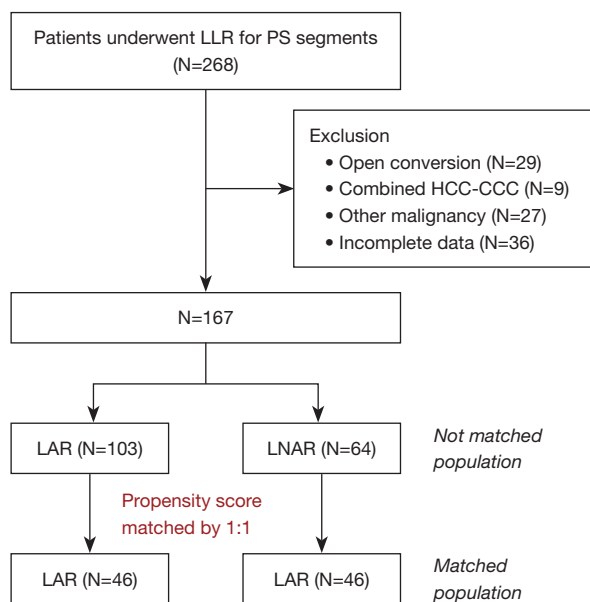 Patients underwent LLR for PS segments
(N=268)
Exclusion
• Open conversion (N=29)
• Combined HCC-CCC (N=9)
• Other malignancy (N=27)
• Incomplete data (N=36)
N=167
LAR (N=103)
LNAR (N=64)
Not matched
population
Propensity score
matched by 1:1
LAR (N=46)
LAR (N=46)
Matched
population